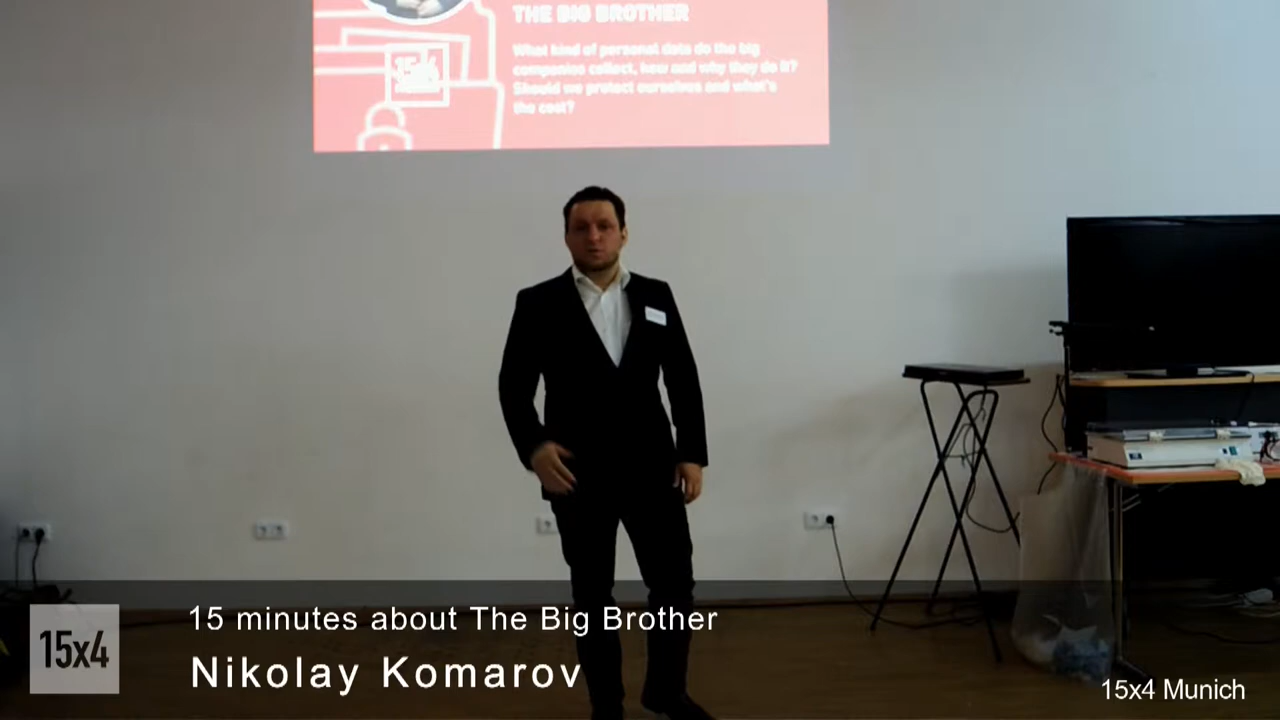 THE BIG BROTHER
What kind of personal data do the big
companies collect, how and why they do it?
Should we protect ourselves and what's
the cost?
15x4
15 minutes about The Big Brother
15x4
Nikolay Komarov
15x4 Munich